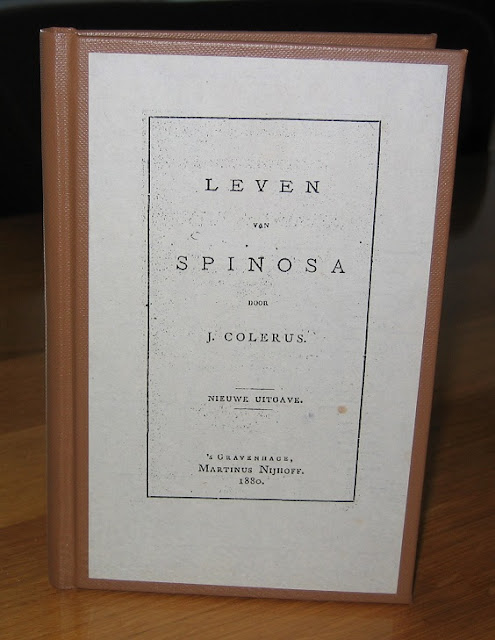 LEVEN
VAN
SPINOSA
DOOR
J. COLERUS.
NIEUWE UITGAVE.
's GRAVENHAGE,
MARTINUS NIJHOFF.
1880.